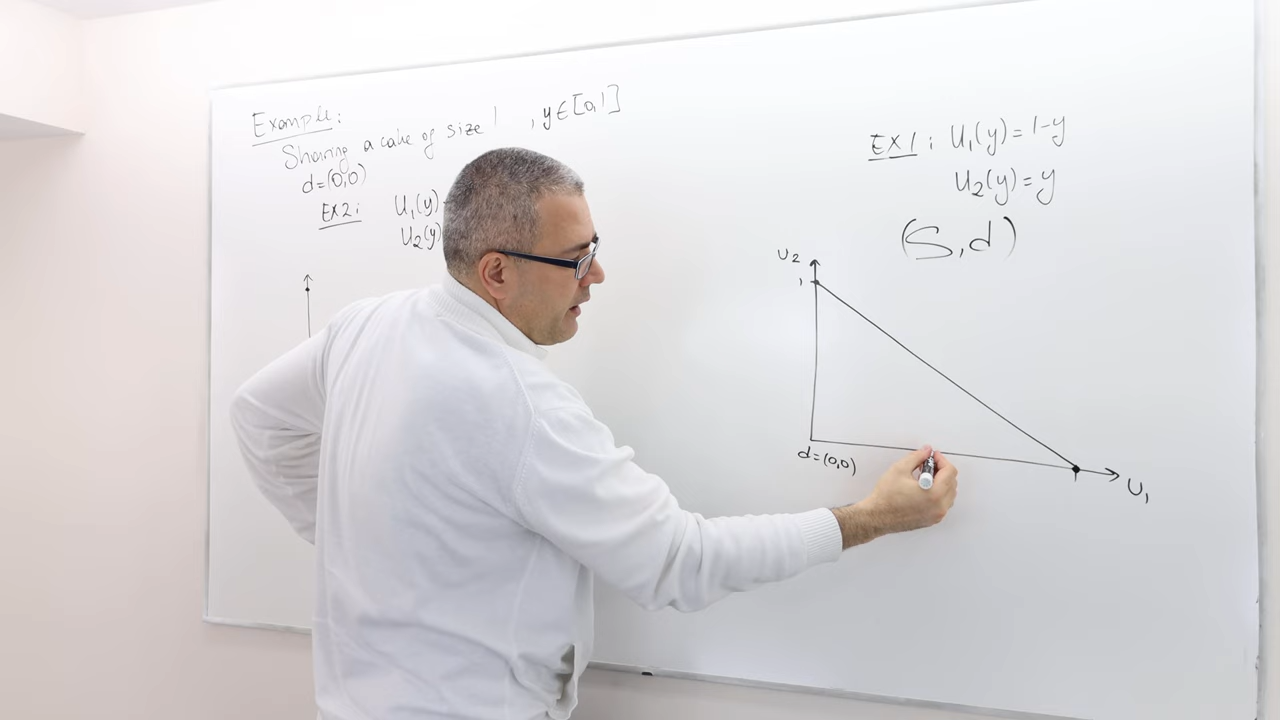 Example:
Sharing a cake of size 1 , y∈[0,1]
d=(0,0)
EX2: U₁(y)
U₂(y)
EX1: U₁(y)=1-y
U₂(y)=y
(S,d)
U₂
1
d=(0,0)
U₁